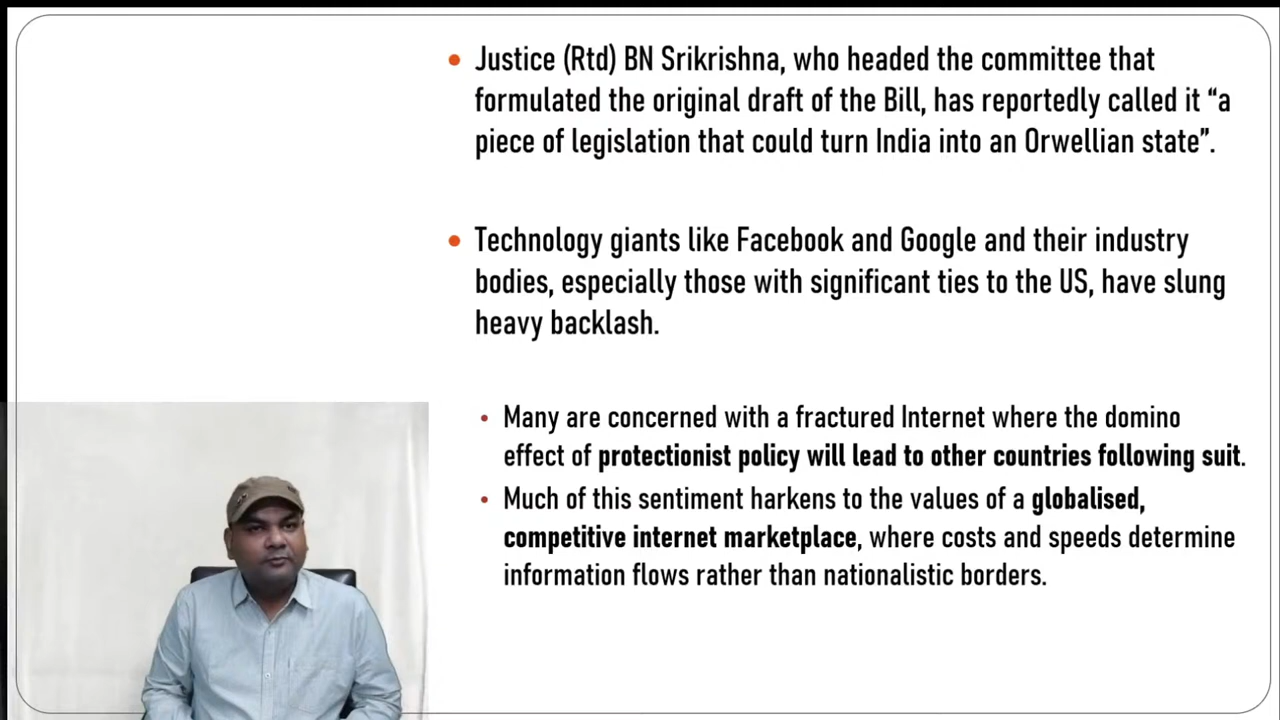 Justice (Rtd) BN Srikrishna, who headed the committee that
formulated the original draft of the Bill, has reportedly called it “a
piece of legislation that could turn India into an Orwellian state”.
Technology giants like Facebook and Google and their industry
bodies, especially those with significant ties to the US, have slung
heavy backlash.
Many are concerned with a fractured Internet where the domino
effect of protectionist policy will lead to other countries following suit.
Much of this sentiment harkens to the values of a globalised,
competitive internet marketplace, where costs and speeds determine
information flows rather than nationalistic borders.